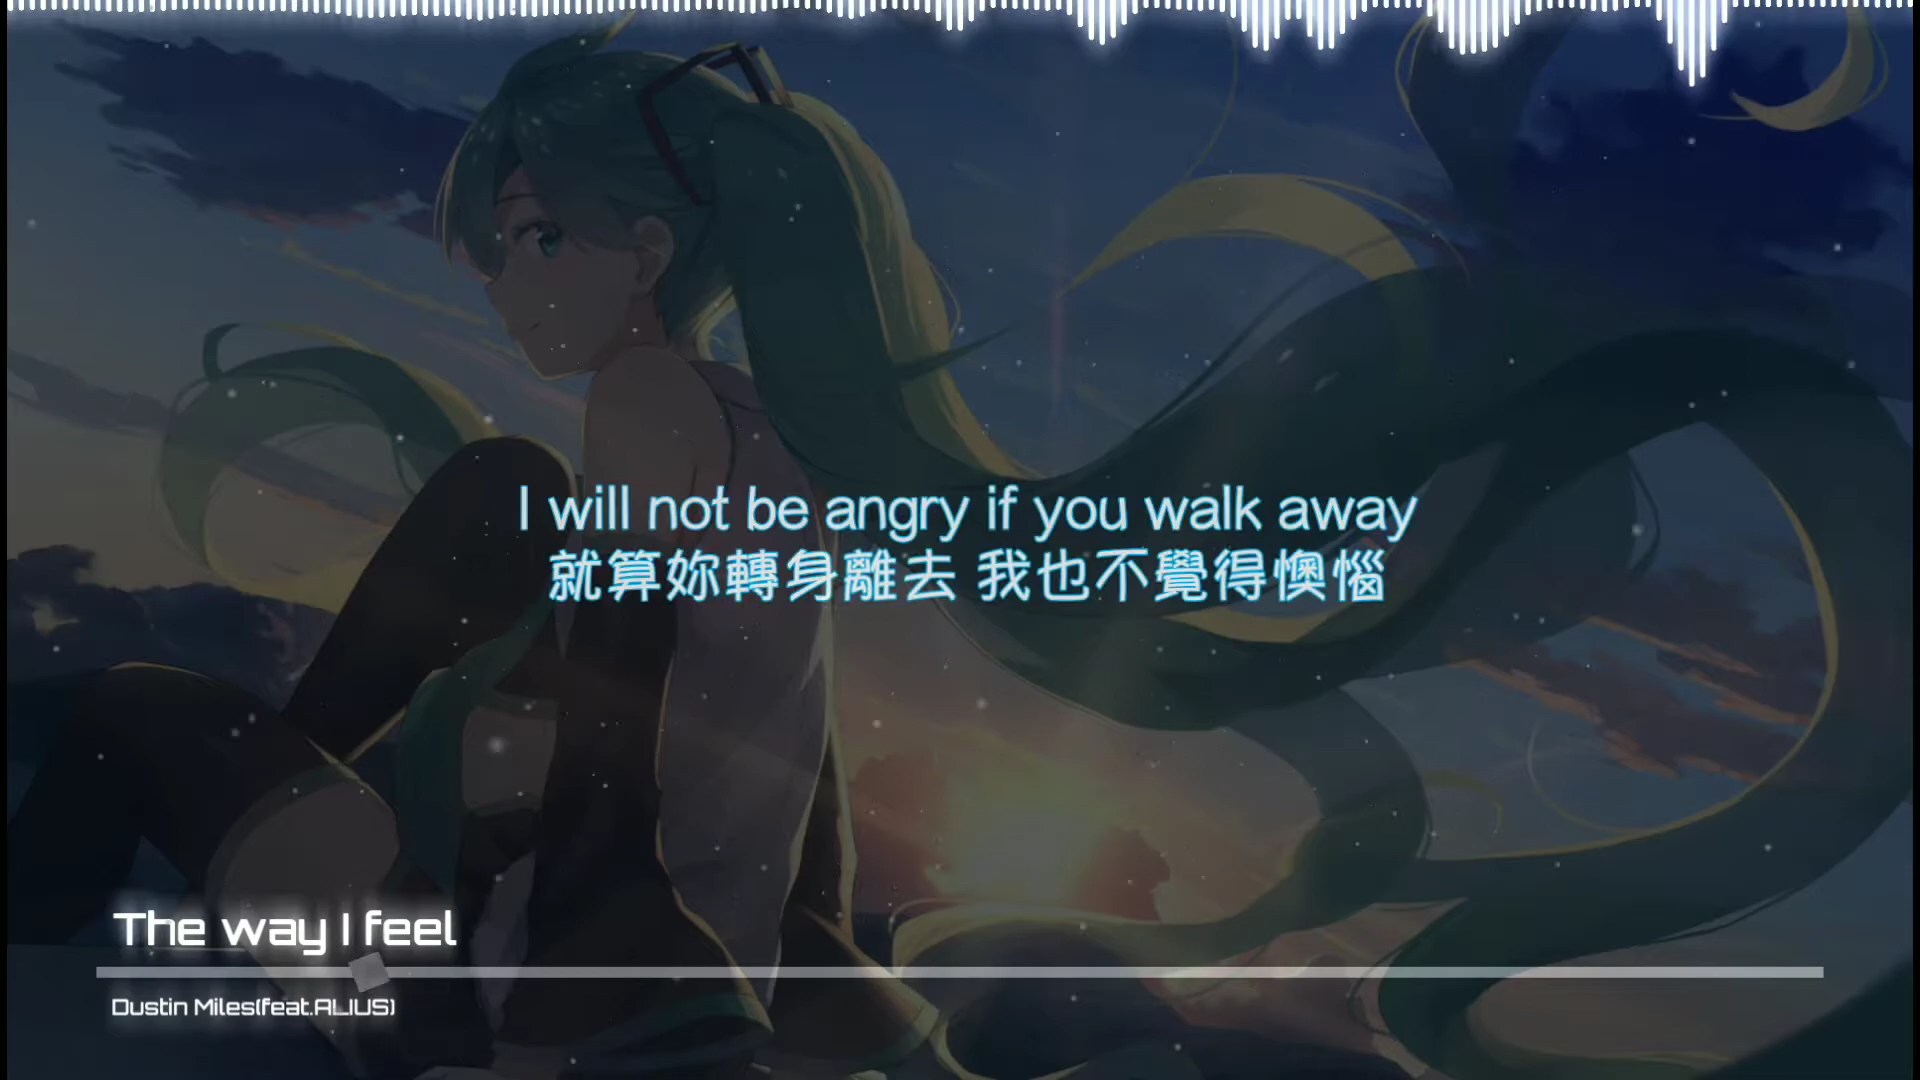 I will not be angry if you walk away
就算妳轉身離去 我也不覺得懊惱
The way I feel
Dustin Miles(feat.ALIUS)